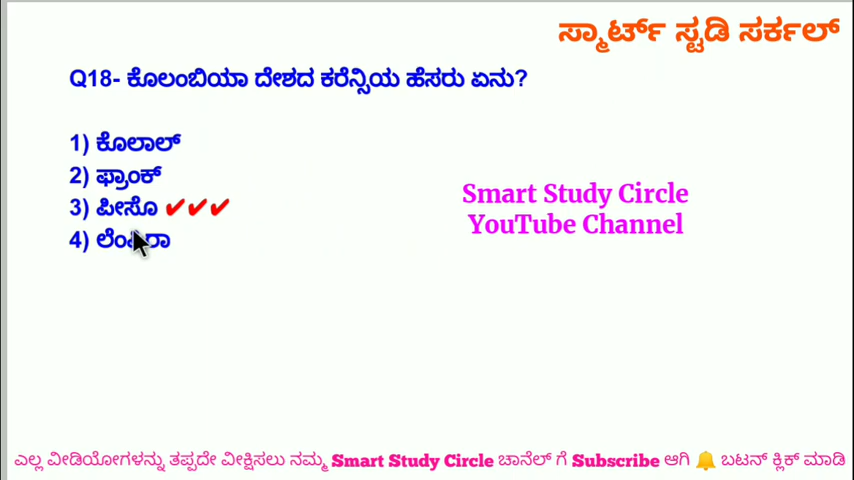 ಸ್ಮಾರ್ಟ್ ಸ್ಟಡಿ ಸರ್ಕಲ್
Q18- ಕೊಲಂಬಿಯಾ ದೇಶದ ಕರೆನ್ಸಿಯ ಹೆಸರು ಏನು?
1) ಕೊಲಾಲ್
2) ಫ್ರಾಂಕ್
3) ಪೀಸೊ ✔✔✔
4)
Smart Study Circle
YouTube Channel
ಎಲ್ಲ ವೀಡಿಯೋಗಳನ್ನು ತಪ್ಪದೇ ವೀಕ್ಷಿಸಲು ನಮ್ಮ Smart Study Circle ಚಾನೆಲ್ ಗೆ Subscribe ಆಗಿ 🔔 ಬಟನ್ ಕ್ಲಿಕ್ ಮಾಡಿ